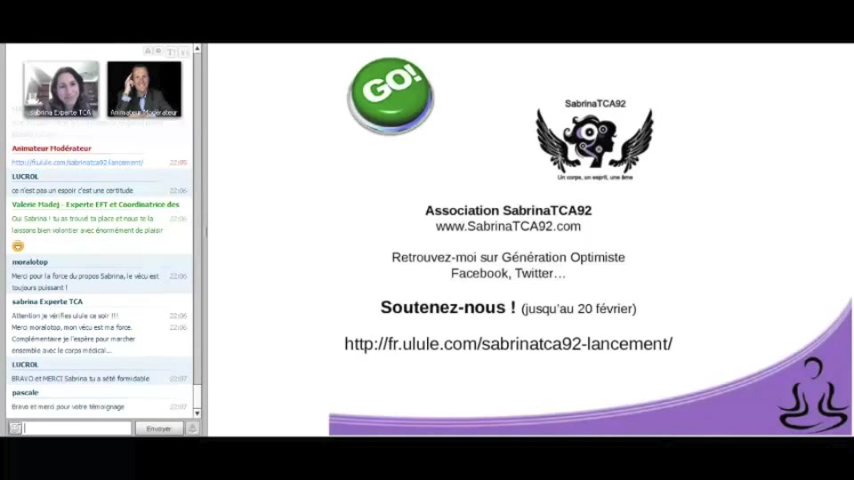 sabrina Experte TCA
Animateur Modérateur
Animateur Modérateur
http://fr.ulule.com/sabrinatca92-lancement/ 22:05
LUCROL
ce n'est pas un espoir c'est une certitude 22:06
Valerie Madej - Experte EFT et Coordinatrice des
Oui Sabrina ! tu as trouvé ta place et nous te la 22:06
laissons bien volontier avec énormément de plaisir
moralotop
Merci pour la force du propos Sabrina, le vécu est 22:06
toujours puissant !
sabrina Experte TCA
Attention je vérifies ulule ce soir !!! 22:06
Merci moralotop, mon vécu est ma force. 22:06
Complémentaire je l'espère pour marcher
ensemble avec le corps médical...
LUCROL
BRAVO et MERCI Sabrina tu a sété formidable 22:07
pascale
Bravo et merci pour votre témoignage 22:07
Envoyer
GO!
SabrinaTCA92
Un corps, un esprit, une âme
Association SabrinaTCA92
www.SabrinaTCA92.com
Retrouvez-moi sur Génération Optimiste
Facebook, Twitter…
Soutenez-nous ! (jusqu'au 20 février)
http://fr.ulule.com/sabrinatca92-lancement/